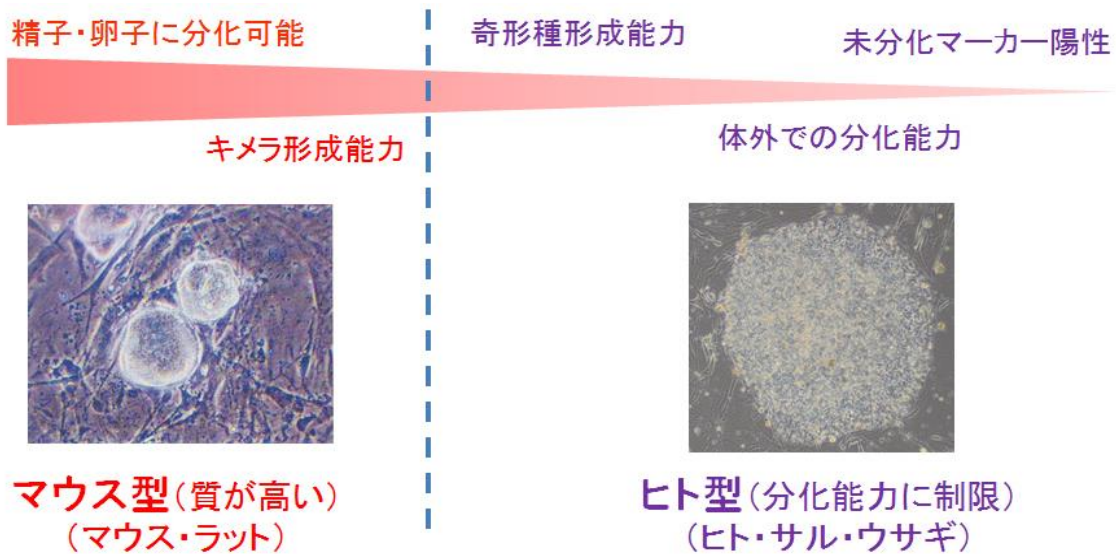 精子・卵子に分化可能
奇形種形成能力
未分化マーカー陽性
キメラ形成能力
体外での分化能力
マウス型(質が高い)
(マウス・ラット)
ヒト型(分化能力に制限)
(ヒト・サル・ウサギ)